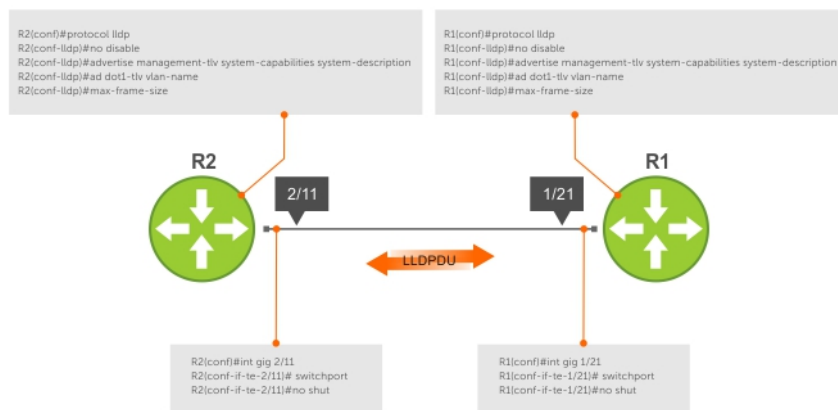 R2(conf)#protocol lldp
R2(conf-lldp)#no disable
R2(conf-lldp)#advertise management-tlv system-capabilities system-description
R2(conf-lldp)#ad dot1-tlv vlan-name
R2(conf-lldp)#max-frame-size
R1(conf)#protocol lldp
R1(conf-lldp)#no disable
R1(conf-lldp)#advertise management-tlv system-capabilities system-description
R1(conf-lldp)#ad dot1-tlv vlan-name
R1(conf-lldp)#max-frame-size
R2
R1
2/11
1/21
LLDPDU
R2(conf)#int gig 2/11
R2(conf-if-te-2/11)# switchport
R2(conf-if-te-2/11)#no shut
R1(conf)#int gig 1/21
R1(conf-if-te-1/21)# switchport
R1(conf-if-te-1/21)#no shut